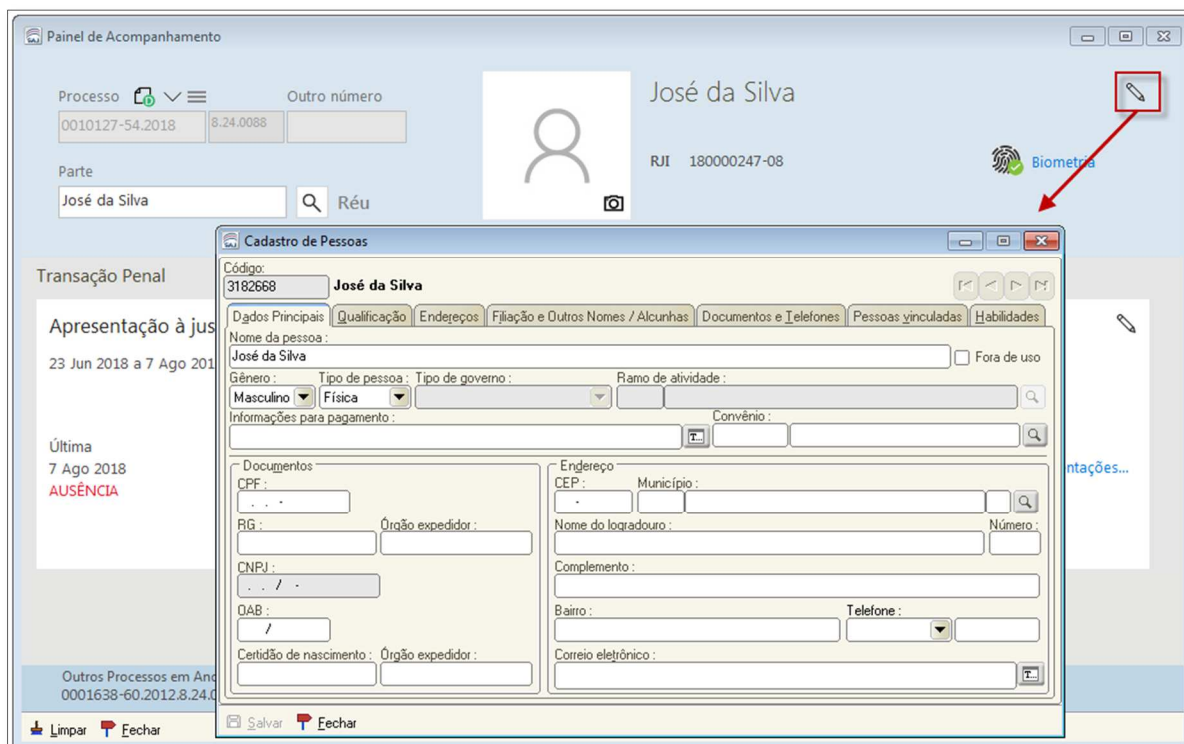 Painel de Acompanhamento
Processo
Outro número
0010127-54.2018
8.24.0088
Parte
José da Silva
Réu
José da Silva
RJI 180000247-08
Biometria
Transação Penal
Apresentação à jus
23 Jun 2018 a 7 Ago 201
Última
7 Ago 2018
AUSÊNCIA
ntações...
Outros Processos em And
0001638-60.2012.8.24.0
Limpar Fechar
Cadastro de Pessoas
Código:
3182668 José da Silva
Dados Principais Qualificação Endereços Filiação e Outros Nomes / Alcunhas Documentos e Telefones Pessoas vinculadas Habilidades
Nome da pessoa :
José da Silva
Fora de uso
Gênero : Tipo de pessoa : Tipo de governo : Ramo de atividade :
Masculino Física
Informações para pagamento : Convênio :
T...
Documentos
CPF :
. . -
RG : Órgão expedidor :
CNPJ :
. . / -
OAB :
/
Certidão de nascimento : Órgão expedidor :
Endereço
CEP : Município :
-
Nome do logradouro : Número :
Complemento :
Bairro : Telefone :
Correio eletrônico :
T...
Salvar Fechar